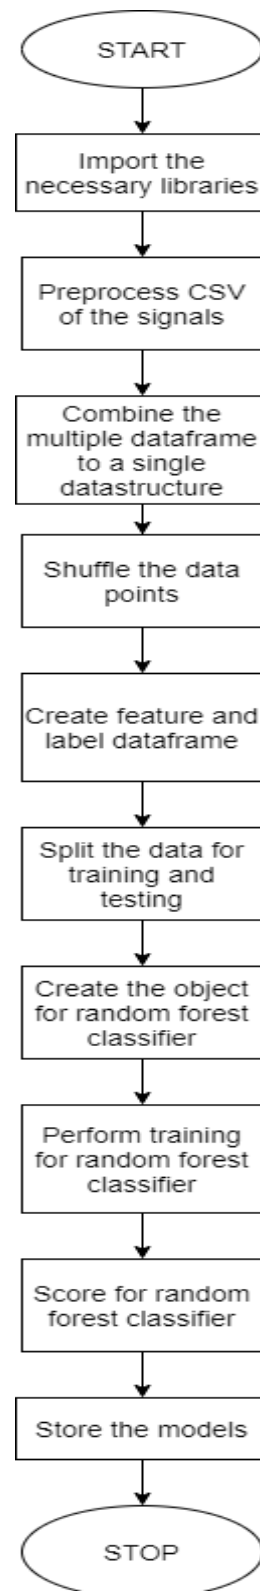 START
Import the
necessary libraries
Preprocess CSV
of the signals
Combine the
multiple dataframe
to a single
datastructure
Shuffle the data
points
Create feature and
label dataframe
Split the data for
training and
testing
Create the object
for random forest
classifier
Perform training
for random forest
classifier
Score for random
forest classifier
Store the models
STOP